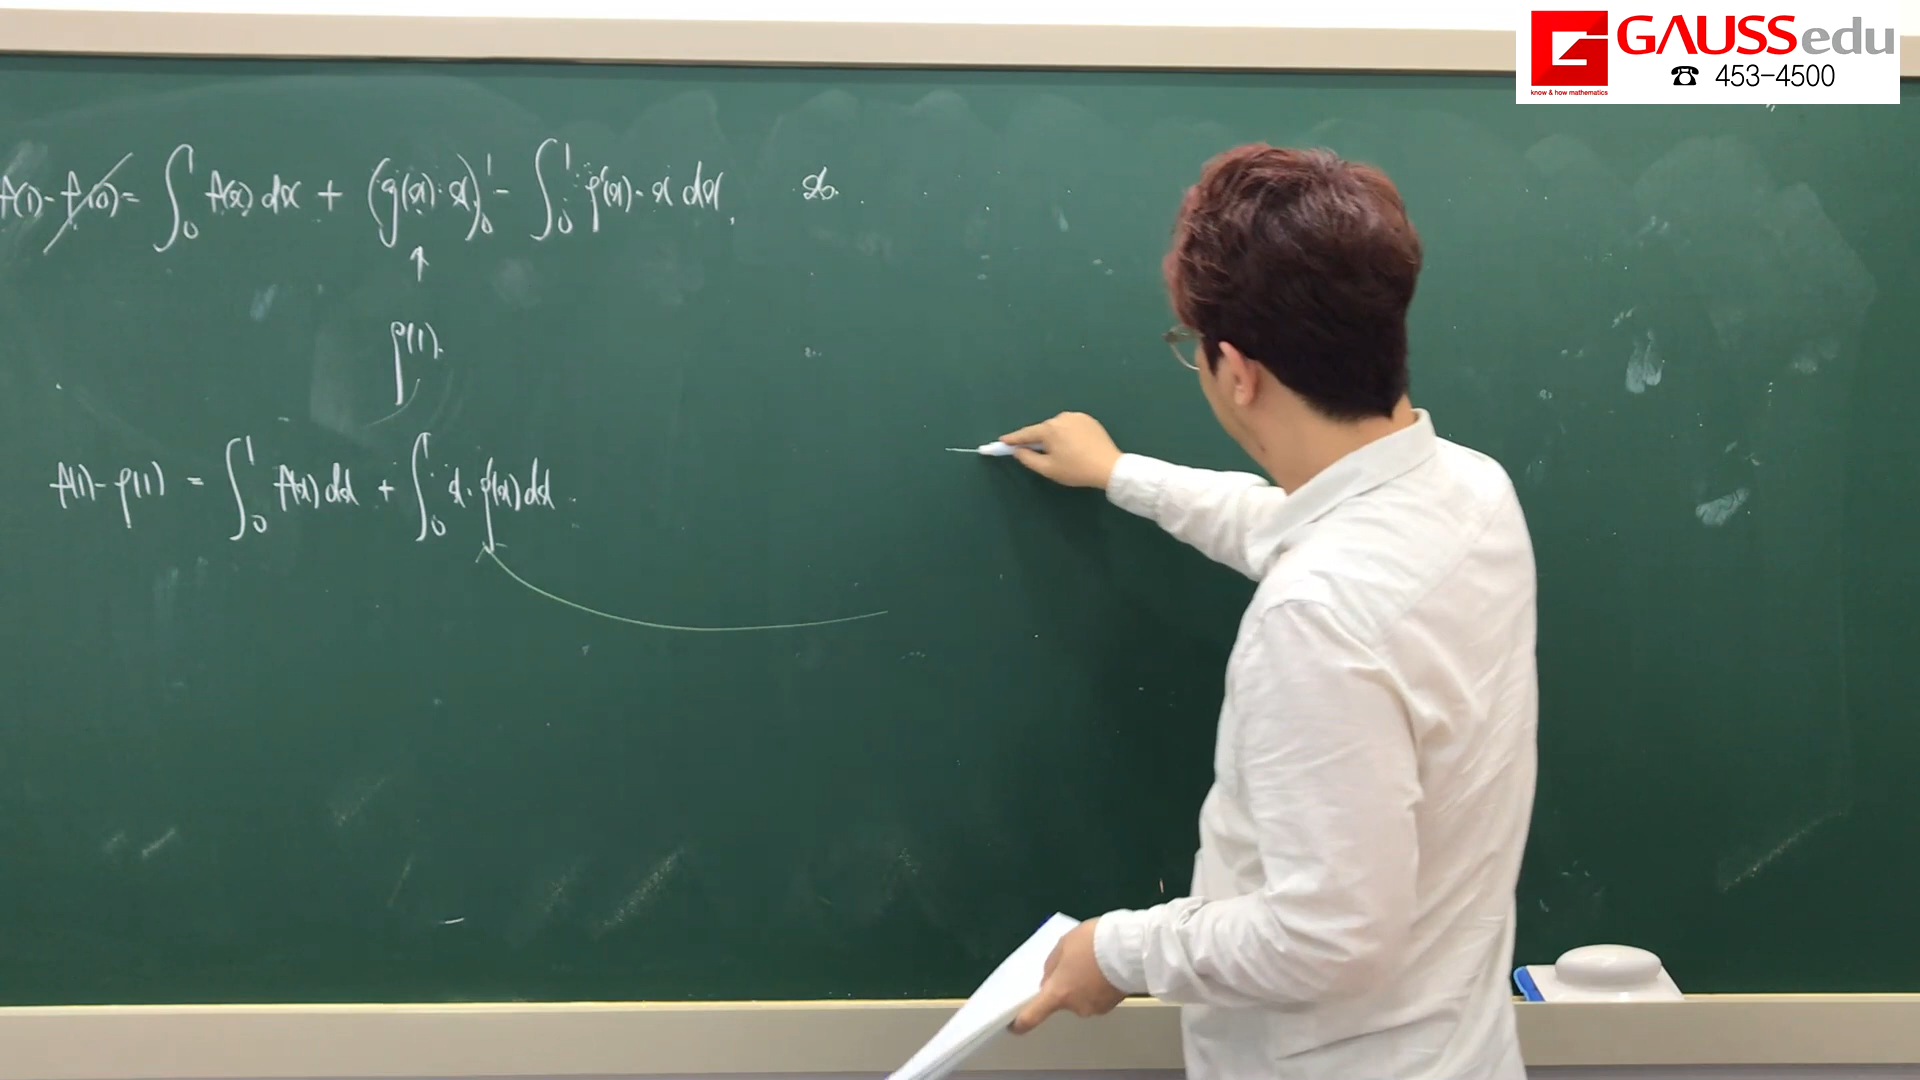 GAUSSedu
know & how mathematics
☎ 453-4500
f(1) - f(0) = ∫₀¹ f(x) dx + (g(x)·x)₀¹ - ∫₀¹ g'(x)·x dx
g(1).
f(1) - g(1) = ∫₀¹ f(x) dx + ∫₀¹ x·g(x) dx